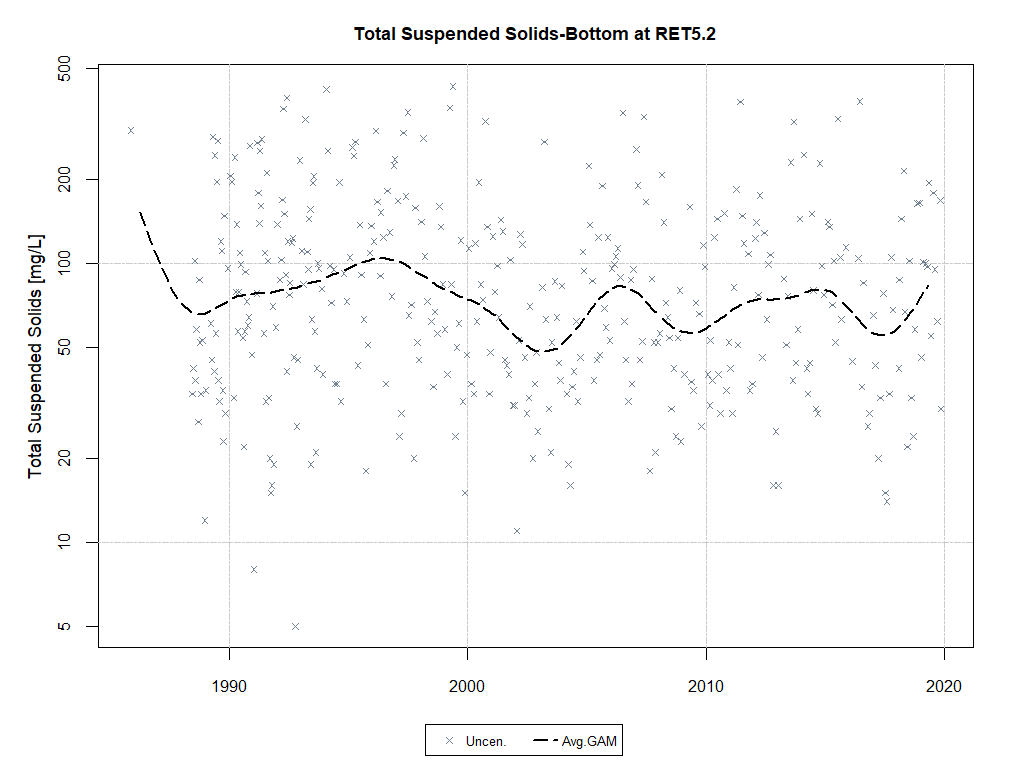 Total Suspended Solids-Bottom at RET5.2
Total Suspended Solids [mg/L]
500
200
100
50
20
10
5
1990 2000 2010 2020
Uncen. Avg.GAM